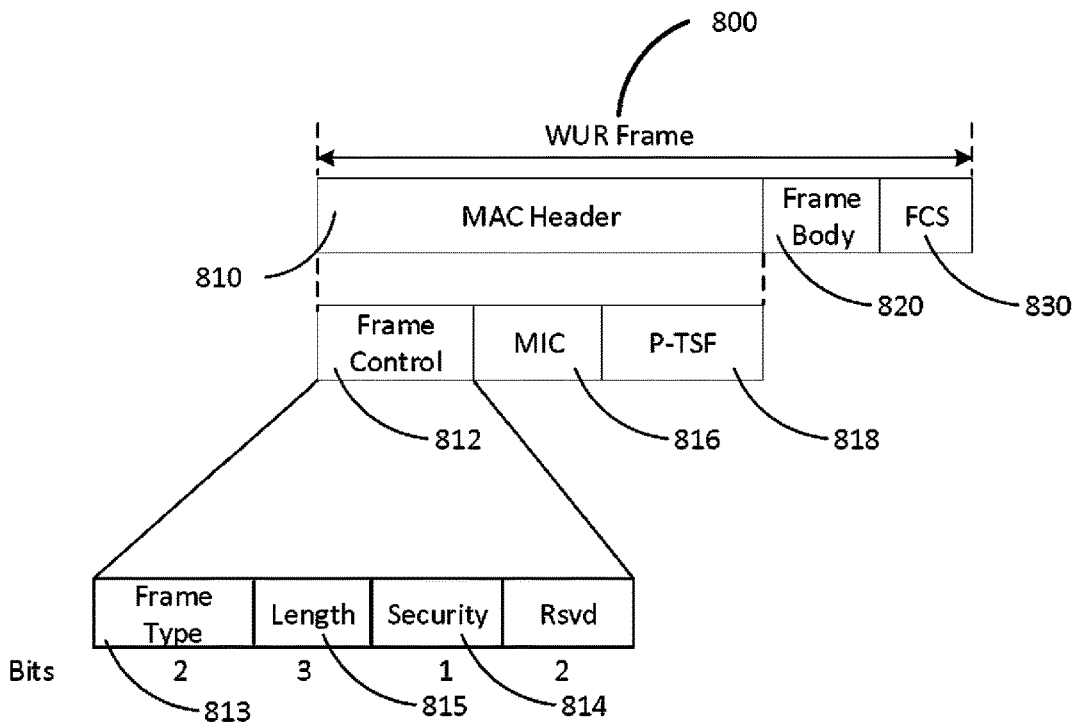 800
WUR Frame
MAC Header
Frame
Body
FCS
810
820
830
Frame
Control
MIC
P-TSF
812
816
818
Frame
Type
Length
Security
Rsvd
Bits
2
3
1
2
813
815
814